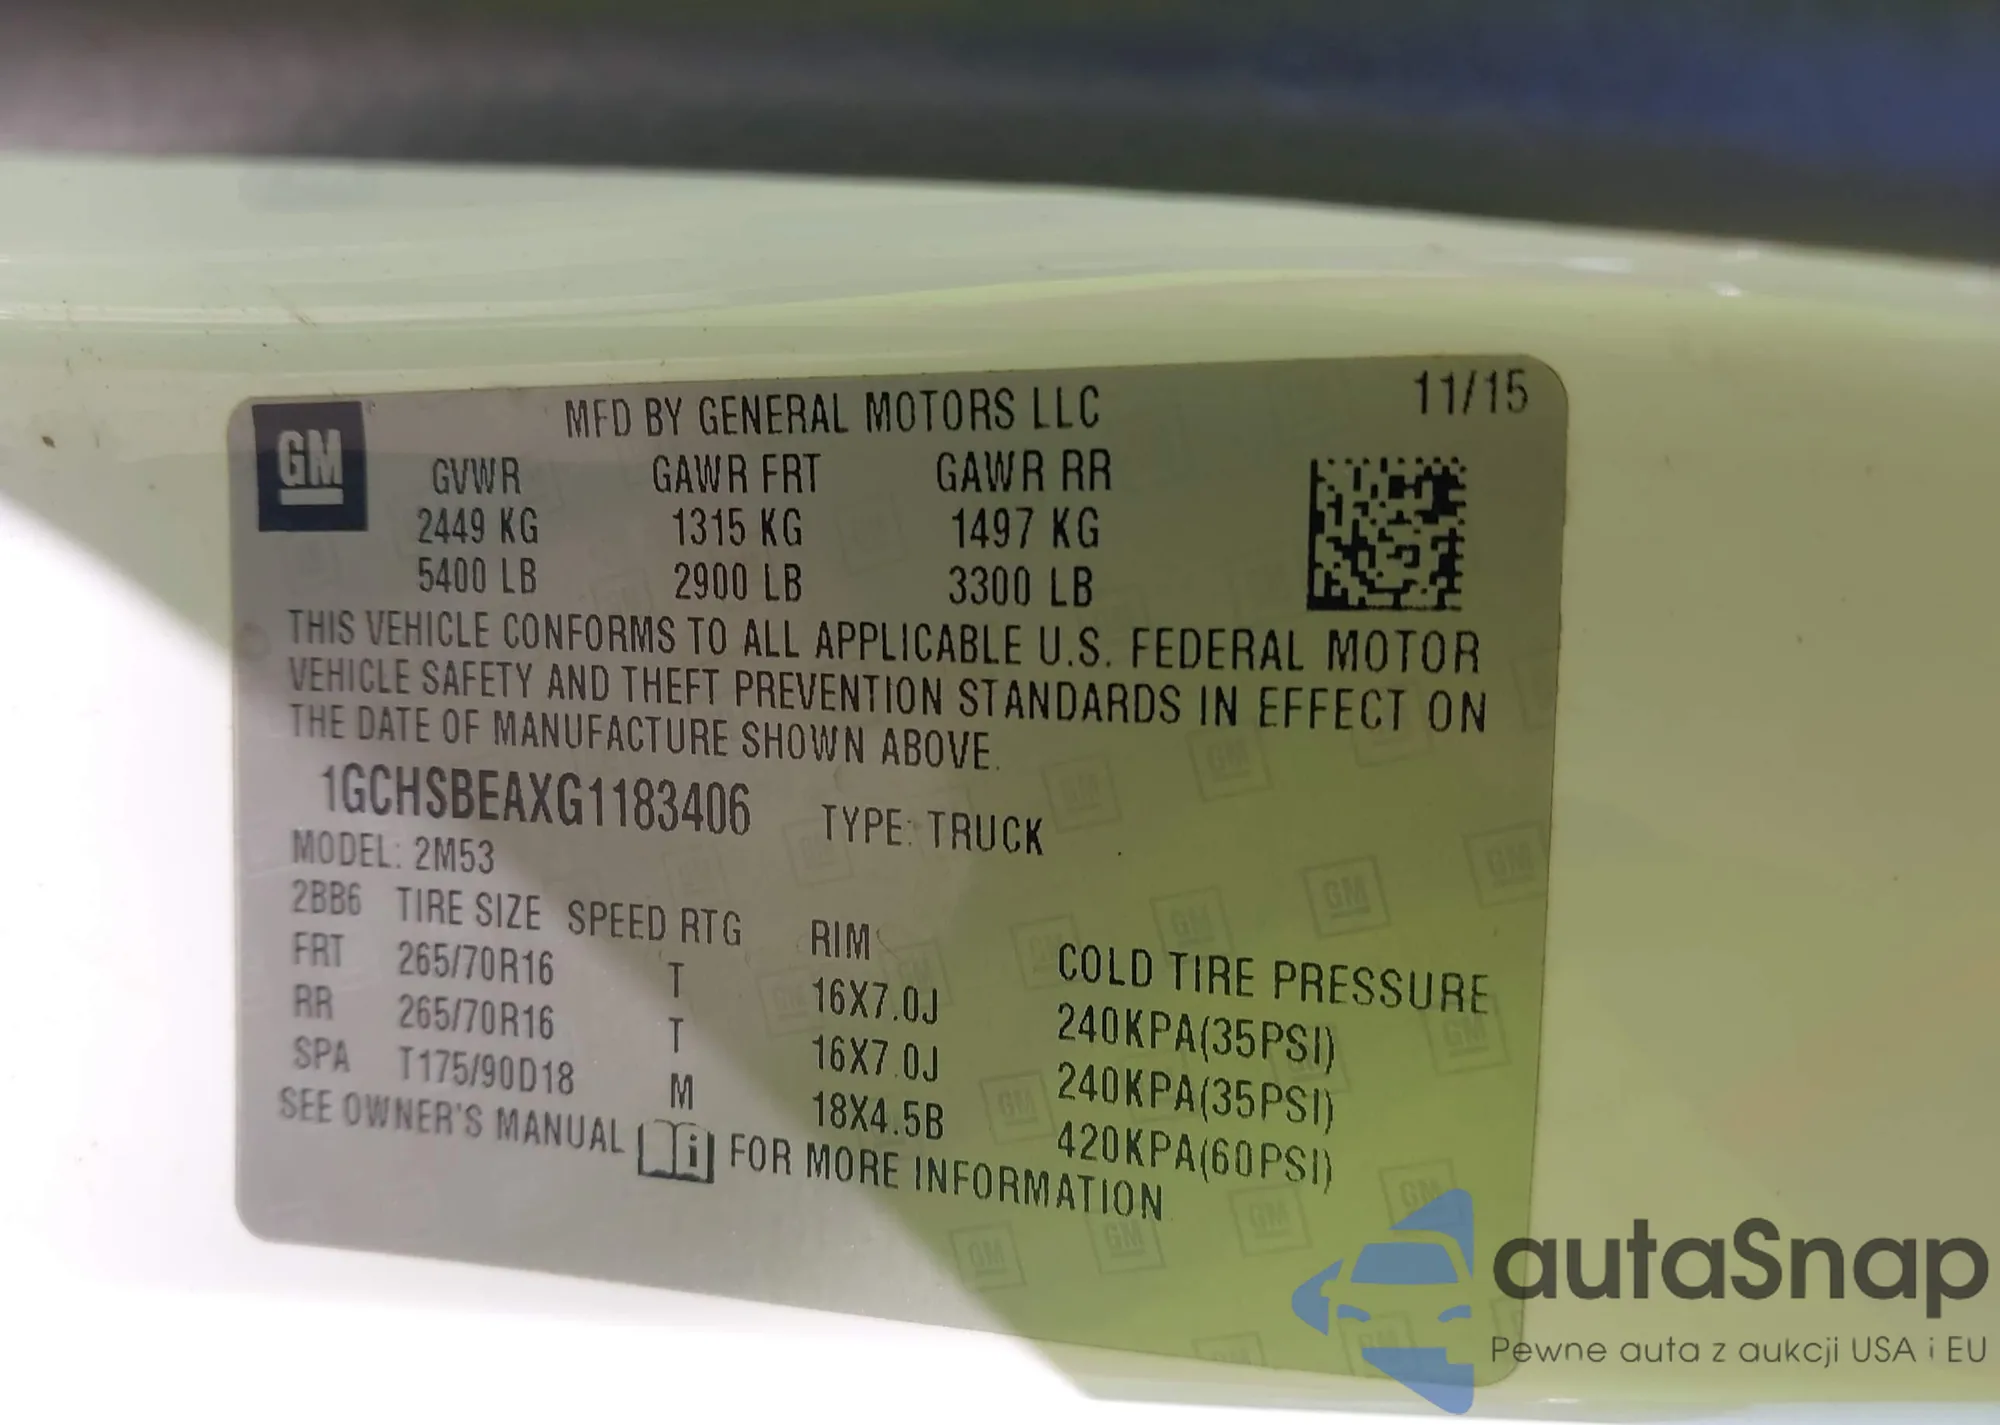 GM
MFD BY GENERAL MOTORS LLC 11/15
GVWR GAWR FRT GAWR RR
2449 KG 1315 KG 1497 KG
5400 LB 2900 LB 3300 LB
THIS VEHICLE CONFORMS TO ALL APPLICABLE U.S. FEDERAL MOTOR
VEHICLE SAFETY AND THEFT PREVENTION STANDARDS IN EFFECT ON
THE DATE OF MANUFACTURE SHOWN ABOVE.
1GCHSBEAXG1183406 TYPE: TRUCK
MODEL: 2M53
2BB6 TIRE SIZE SPEED RTG RIM COLD TIRE PRESSURE
FRT 265/70R16 T 16X7.0J 240KPA(35PSI)
RR 265/70R16 T 16X7.0J 240KPA(35PSI)
SPA T175/90D18 M 18X4.5B 420KPA(60PSI)
SEE OWNER'S MANUAL i FOR MORE INFORMATION
autaSnap
Pewne auta z aukcji USA i EU